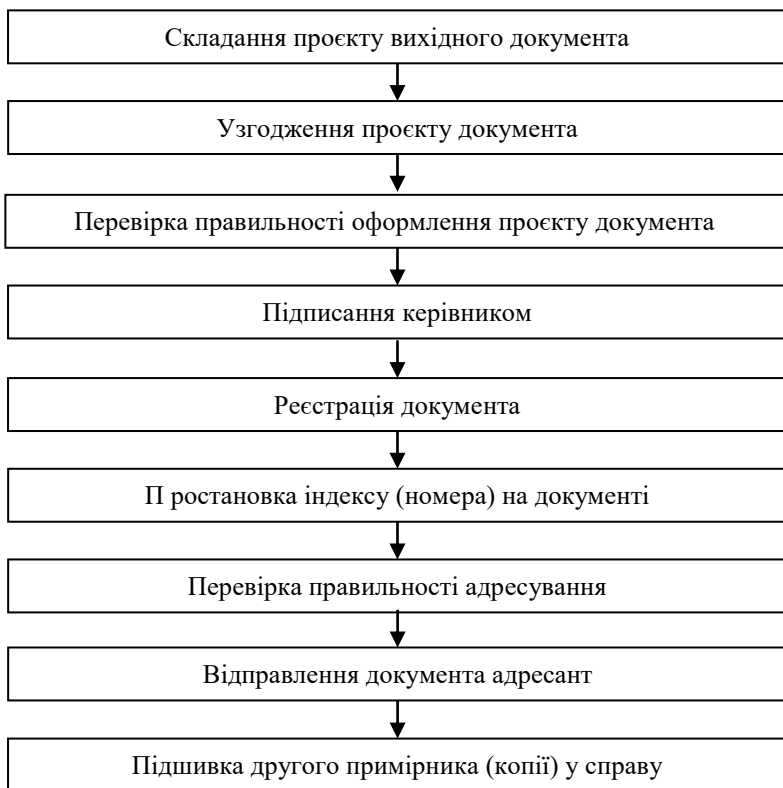 Складання проєкту вихідного документа
Узгодження проєкту документа
Перевірка правильності оформлення проєкту документа
Підписання керівником
Реєстрація документа
П ростановка індексу (номера) на документі
Перевірка правильності адресування
Відправлення документа адресант
Підшивка другого примірника (копії) у справу